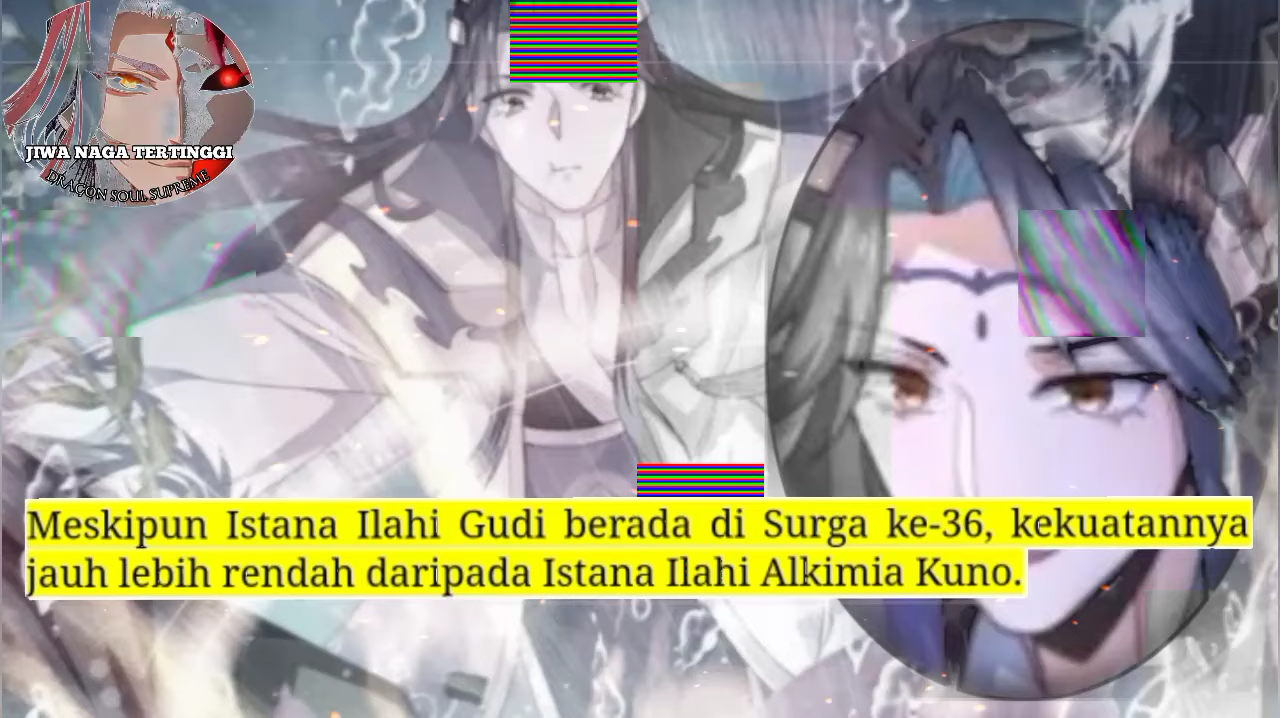 JIWA NAGA TERTINGGI
DRAGON SOUL SUPREME
Meskipun Istana Ilahi Gudi berada di Surga ke-36, kekuatannya
jauh lebih rendah daripada Istana Ilahi Alkimia Kuno.